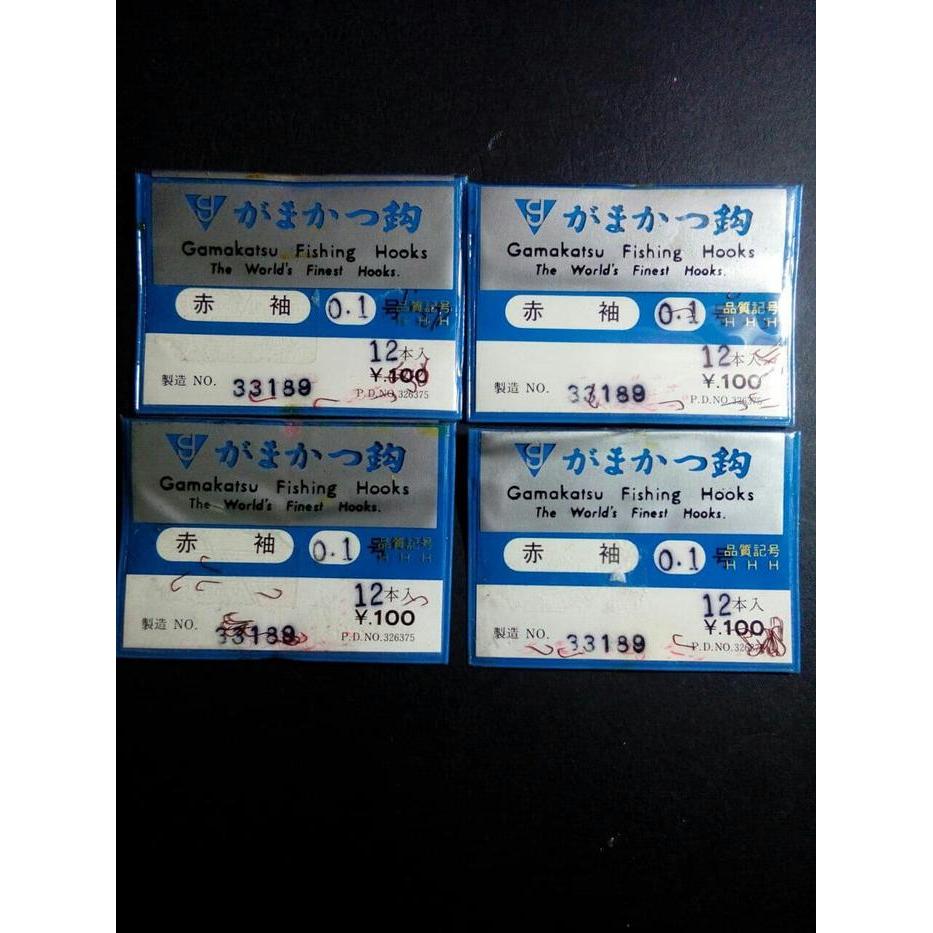 がまかつ鈎
Gamakatsu Fishing Hooks
The World's Finest Hooks.
赤 袖 0.1 号 品質記号
H H H
12本入
¥.100
製造 NO. 33189
P.D.NO.326375
がまかつ鈎
Gamakatsu Fishing Hooks
The World's Finest Hooks.
赤 袖 0.1 号 品質記号
H H H
12本入
¥.100
製造 NO. 33189
P.D.NO.326375
がまかつ鈎
Gamakatsu Fishing Hooks
The World's Finest Hooks.
赤 袖 0.1 号 品質記号
H H H
12本入
¥.100
製造 NO. 33189
P.D.NO.326375
がまかつ鈎
Gamakatsu Fishing Hooks
The World's Finest Hooks.
赤 袖 0.1 号 品質記号
H H H
12本入
¥.100
製造 NO. 33189
P.D.NO.326375